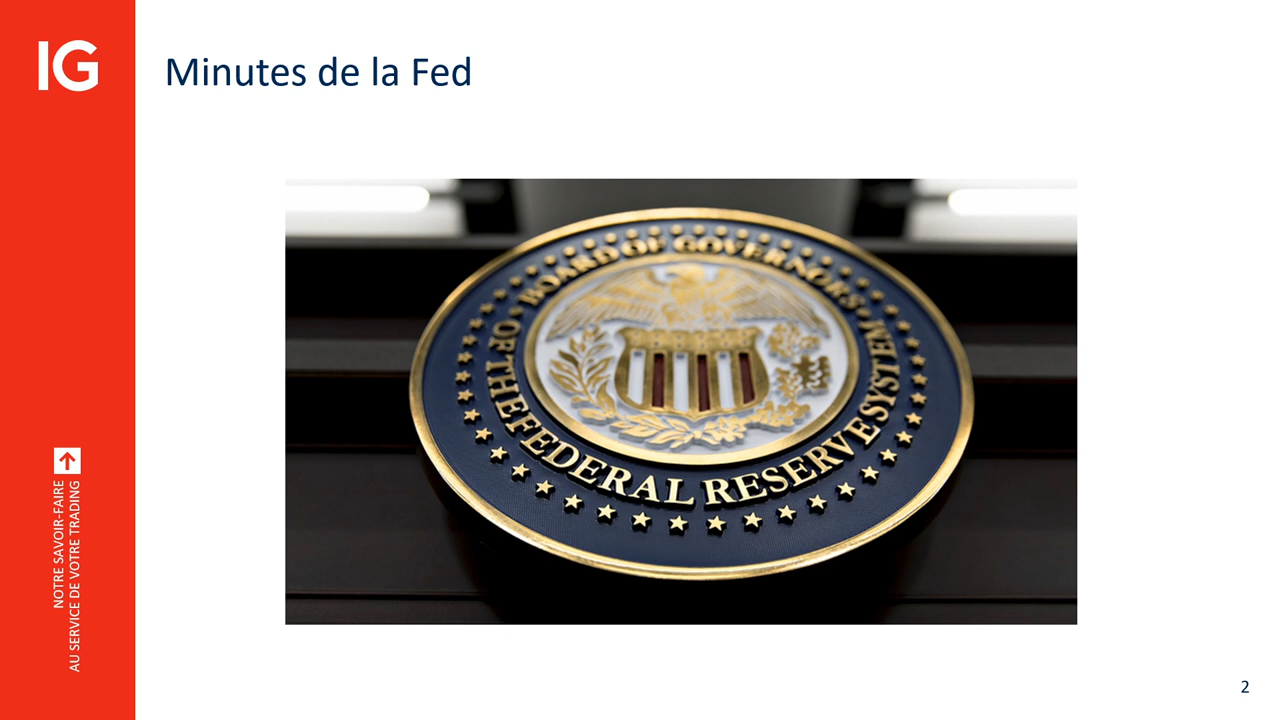 IG
Minutes de la Fed
BOARD OF GOVERNORS
OF THE FEDERAL RESERVE SYSTEM
NOTRE SAVOIR-FAIRE
AU SERVICE DE VOTRE TRADING
2